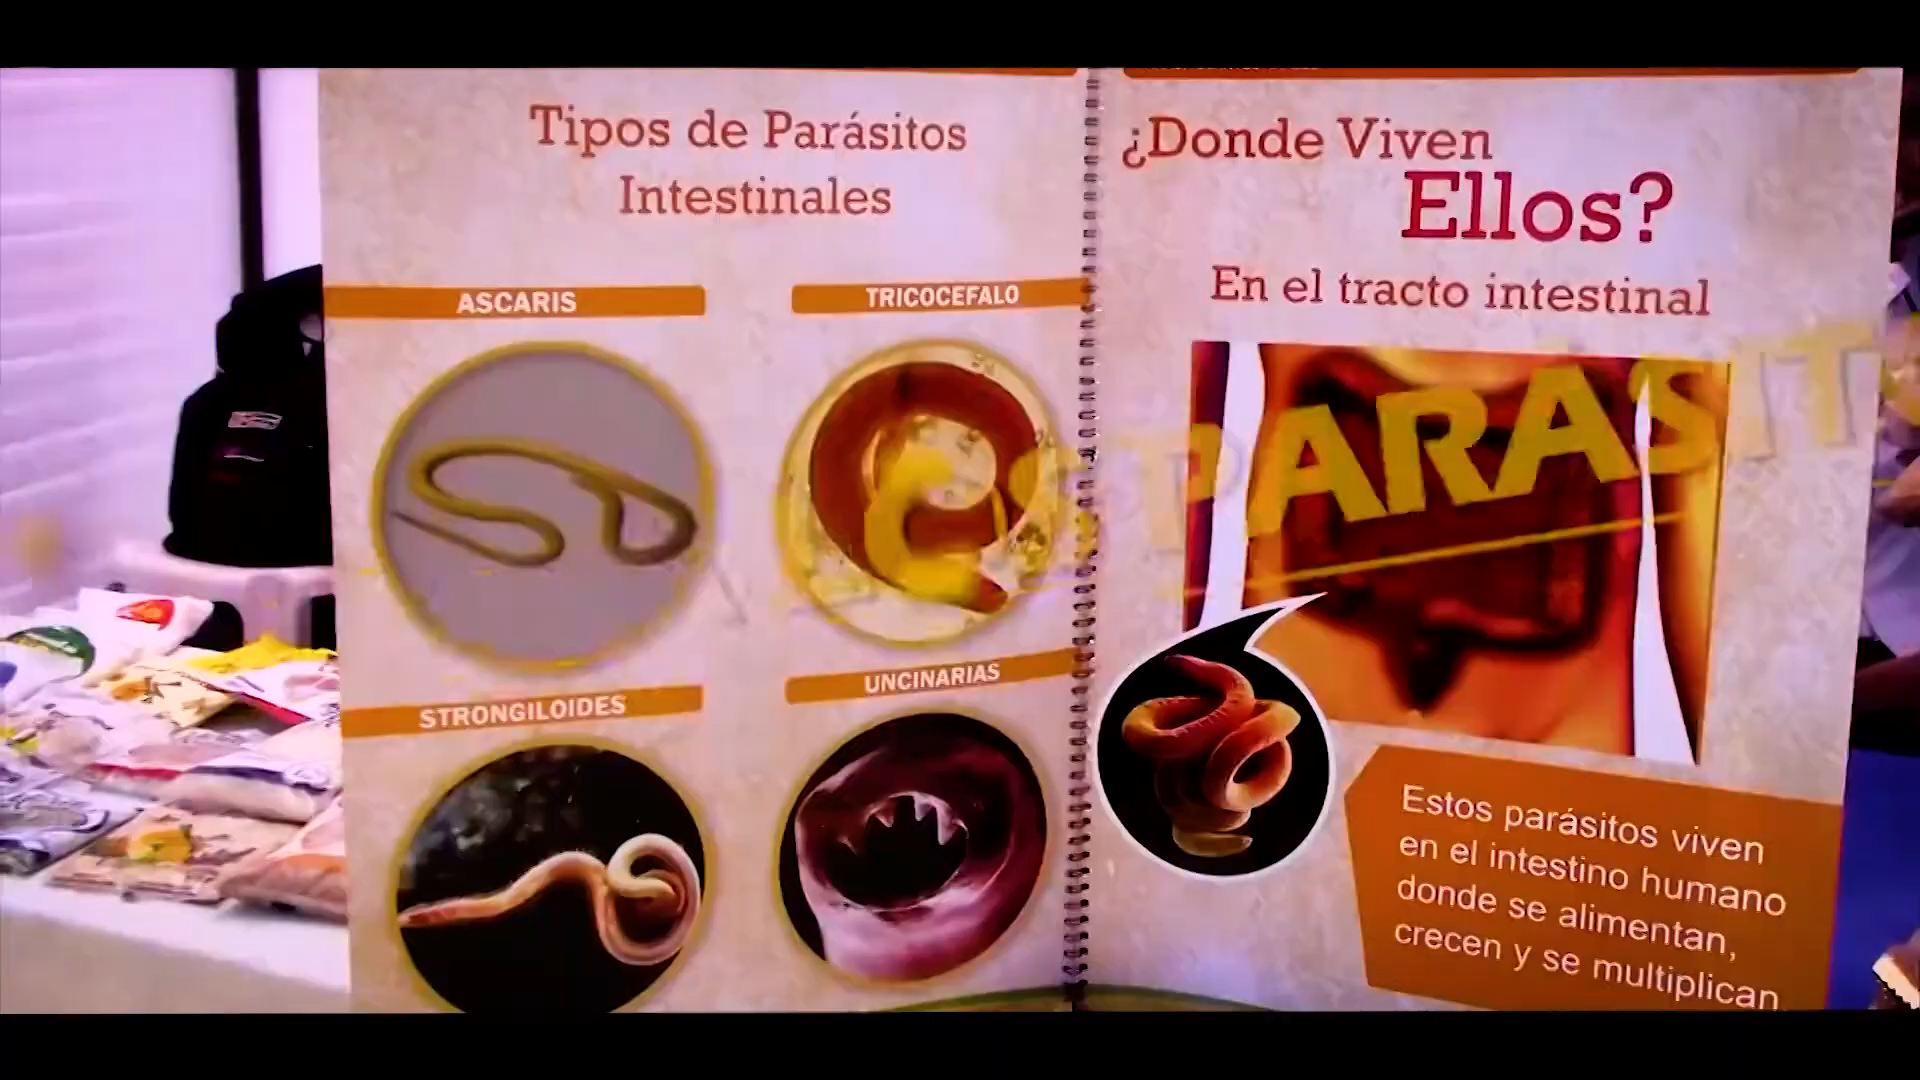 Tipos de Parásitos
Intestinales
ASCARIS
TRICOCEFALO
STRONGILOIDES
UNCINARIAS
¿Donde Viven
Ellos?
En el tracto intestinal
PARASIT
Estos parásitos viven
en el intestino humano
donde se alimentan,
crecen y se multiplican